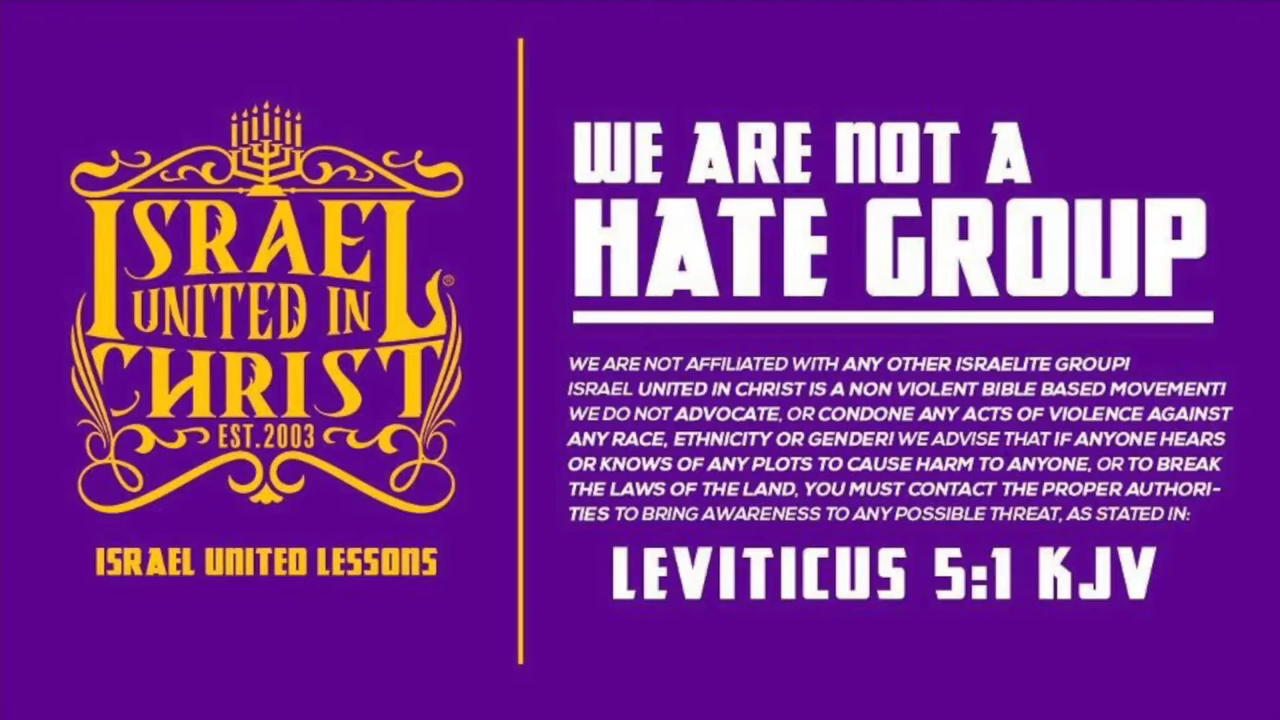 ISRAEL
UNITED IN
CHRIST
EST.2003
ISRAEL UNITED LESSONS
WE ARE NOT A
HATE GROUP
WE ARE NOT AFFILIATED WITH ANY OTHER ISRAELITE GROUP!
ISRAEL UNITED IN CHRIST IS A NON VIOLENT BIBLE BASED MOVEMENT!
WE DO NOT ADVOCATE, OR CONDONE ANY ACTS OF VIOLENCE AGAINST
ANY RACE, ETHNICITY OR GENDER! WE ADVISE THAT IF ANYONE HEARS
OR KNOWS OF ANY PLOTS TO CAUSE HARM TO ANYONE, OR TO BREAK
THE LAWS OF THE LAND, YOU MUST CONTACT THE PROPER AUTHORI-
TIES TO BRING AWARENESS TO ANY POSSIBLE THREAT, AS STATED IN:
LEVITICUS 5:1 KJV